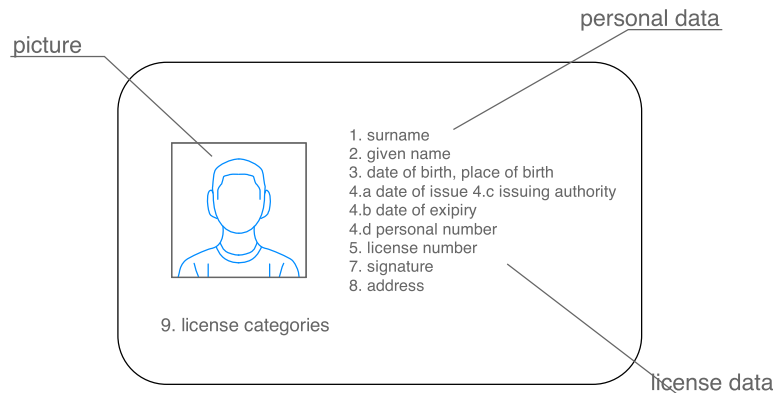 personal data
picture
1. surname
2. given name
3. date of birth, place of birth
4.a date of issue 4.c issuing authority
4.b date of exipiry
4.d personal number
5. license number
7. signature
8. address
9. license categories
license data